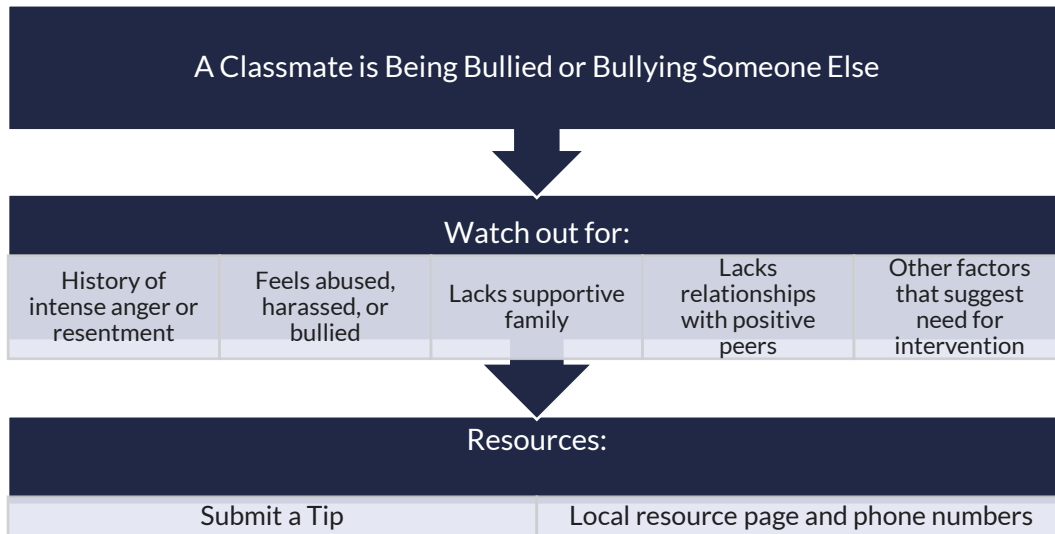 A Classmate is Being Bullied or Bullying Someone Else
Watch out for:
History of
intense anger or
resentment
Feels abused,
harassed, or
bullied
Lacks supportive
family
Lacks
relationships
with positive
peers
Other factors
that suggest
need for
intervention
Resources:
Submit a Tip
Local resource page and phone numbers